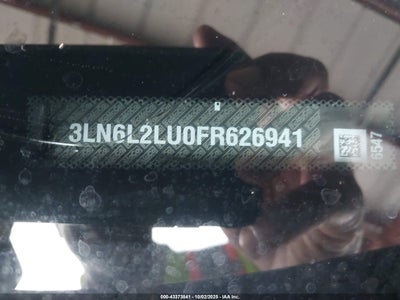 3LN6L2LU0FR626941
6547
000-43373841 - 10/02/2025 - IAA Inc.